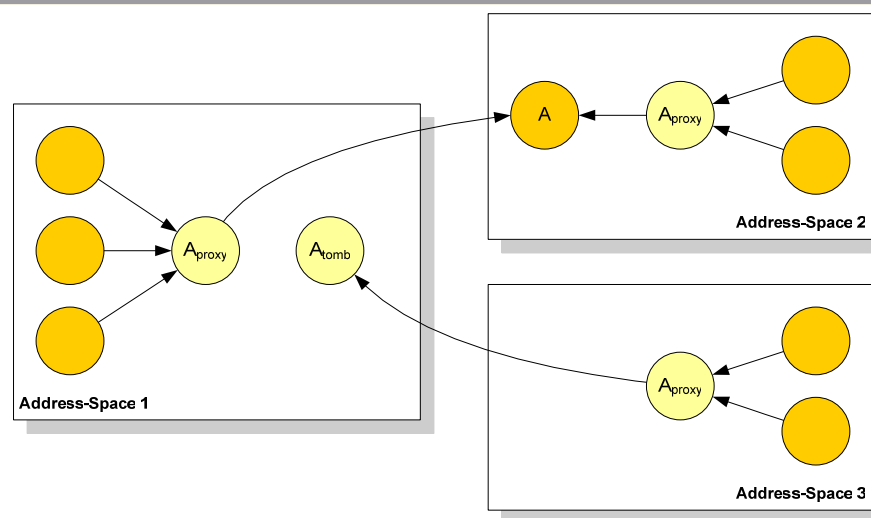 A
Aproxy
Address-Space 2
Aproxy
Atomb
Address-Space 1
Aproxy
Address-Space 3